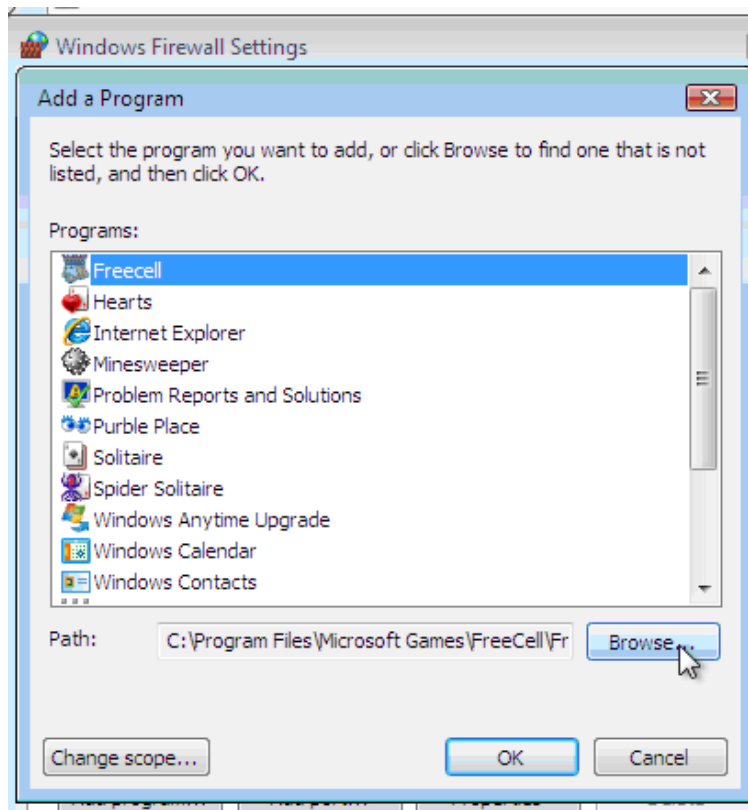 Windows Firewall Settings
Add a Program
Select the program you want to add, or click Browse to find one that is not
listed, and then click OK.
Programs:
Freecell
Hearts
Internet Explorer
Minesweeper
Problem Reports and Solutions
Purble Place
Solitaire
Spider Solitaire
Windows Anytime Upgrade
Windows Calendar
Windows Contacts
Path: C:\Program Files\Microsoft Games\FreeCell\Fr Browse...
Change scope... OK Cancel